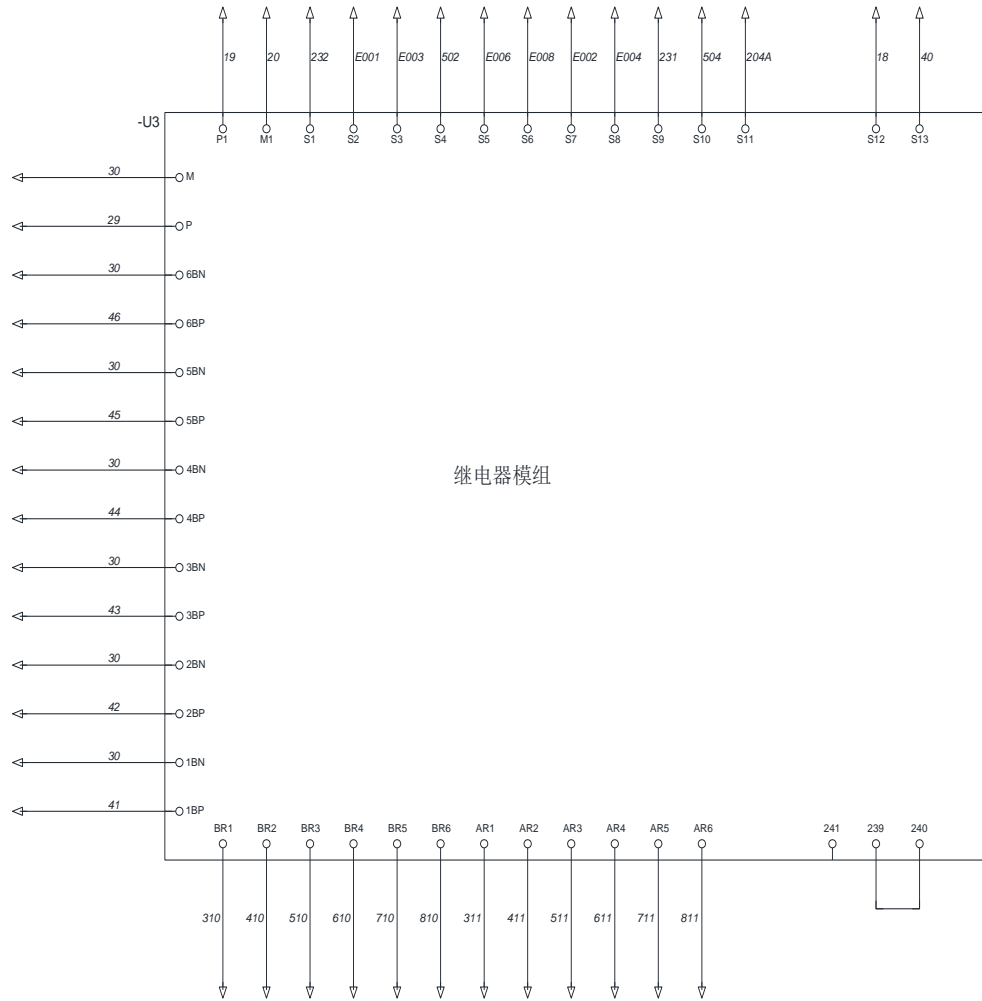 19 20 232 E001 E003 502 E006 E008 E002 E004 231 504 204A 18 40
-U3
P1 M1 S1 S2 S3 S4 S5 S6 S7 S8 S9 S10 S11 S12 S13
30 M
29 P
30 6BN
46 6BP
30 5BN
45 5BP
30 4BN
继电器模组
44 4BP
30 3BN
43 3BP
30 2BN
42 2BP
30 1BN
41 1BP
BR1 BR2 BR3 BR4 BR5 BR6 AR1 AR2 AR3 AR4 AR5 AR6 241 239 240
310 410 510 610 710 810 311 411 511 611 711 811